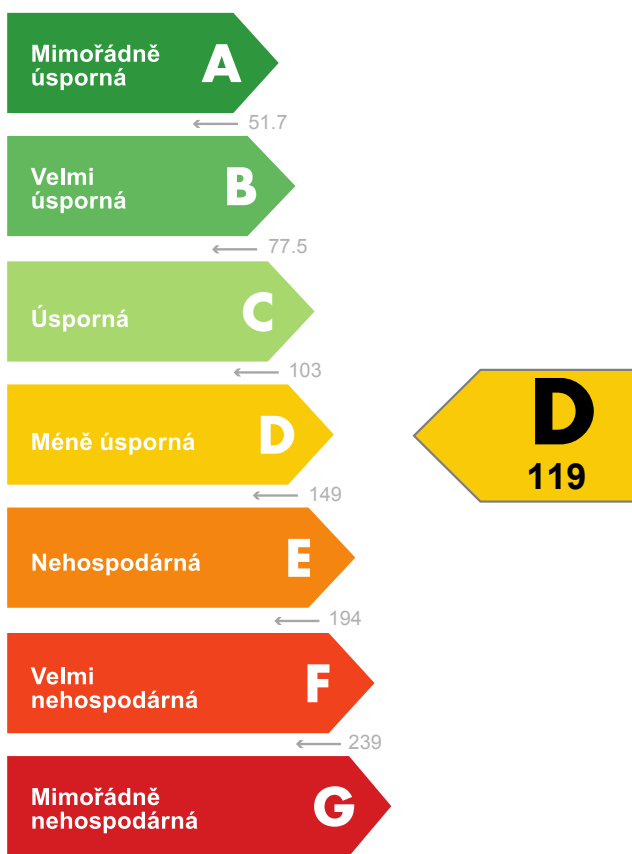 Mimořádně
úsporná
A
51.7
Velmi
úsporná
B
77.5
Úsporná
C
103
Méně úsporná
D
D
119
149
Nehospodárná
E
194
Velmi
nehospodárná
F
239
Mimořádně
nehospodárná
G